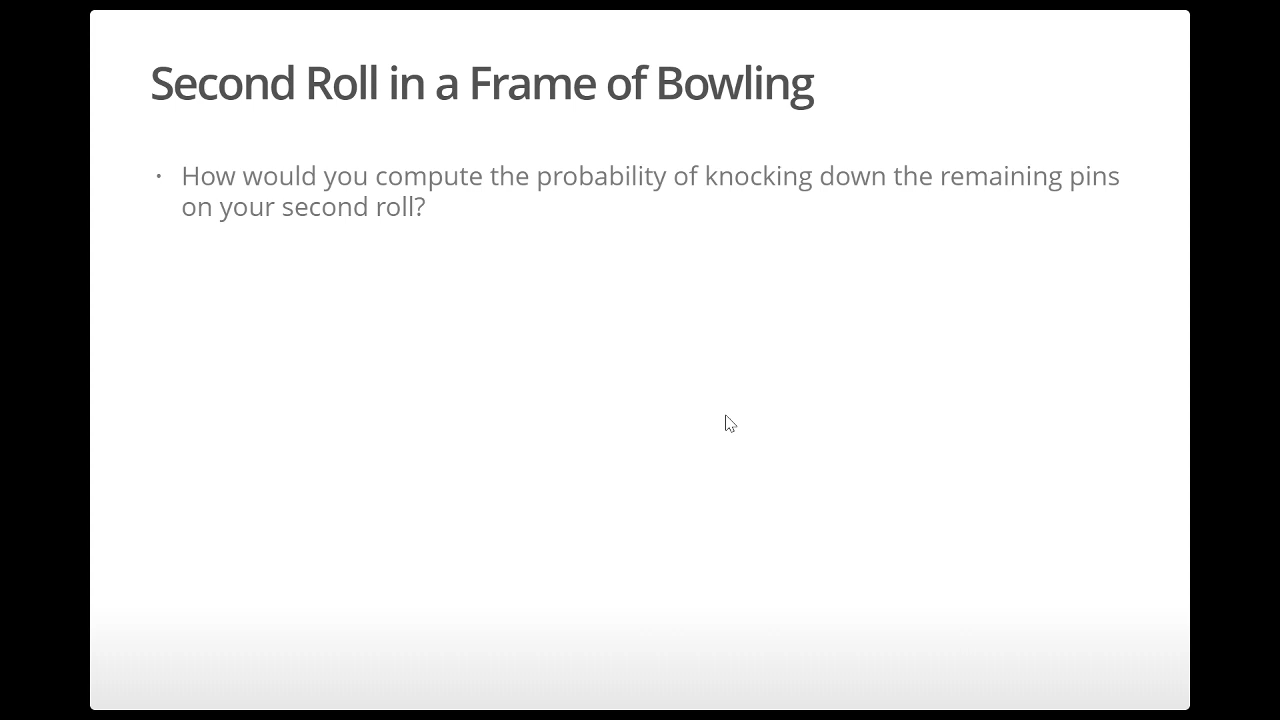 Second Roll in a Frame of Bowling
• How would you compute the probability of knocking down the remaining pins
on your second roll?